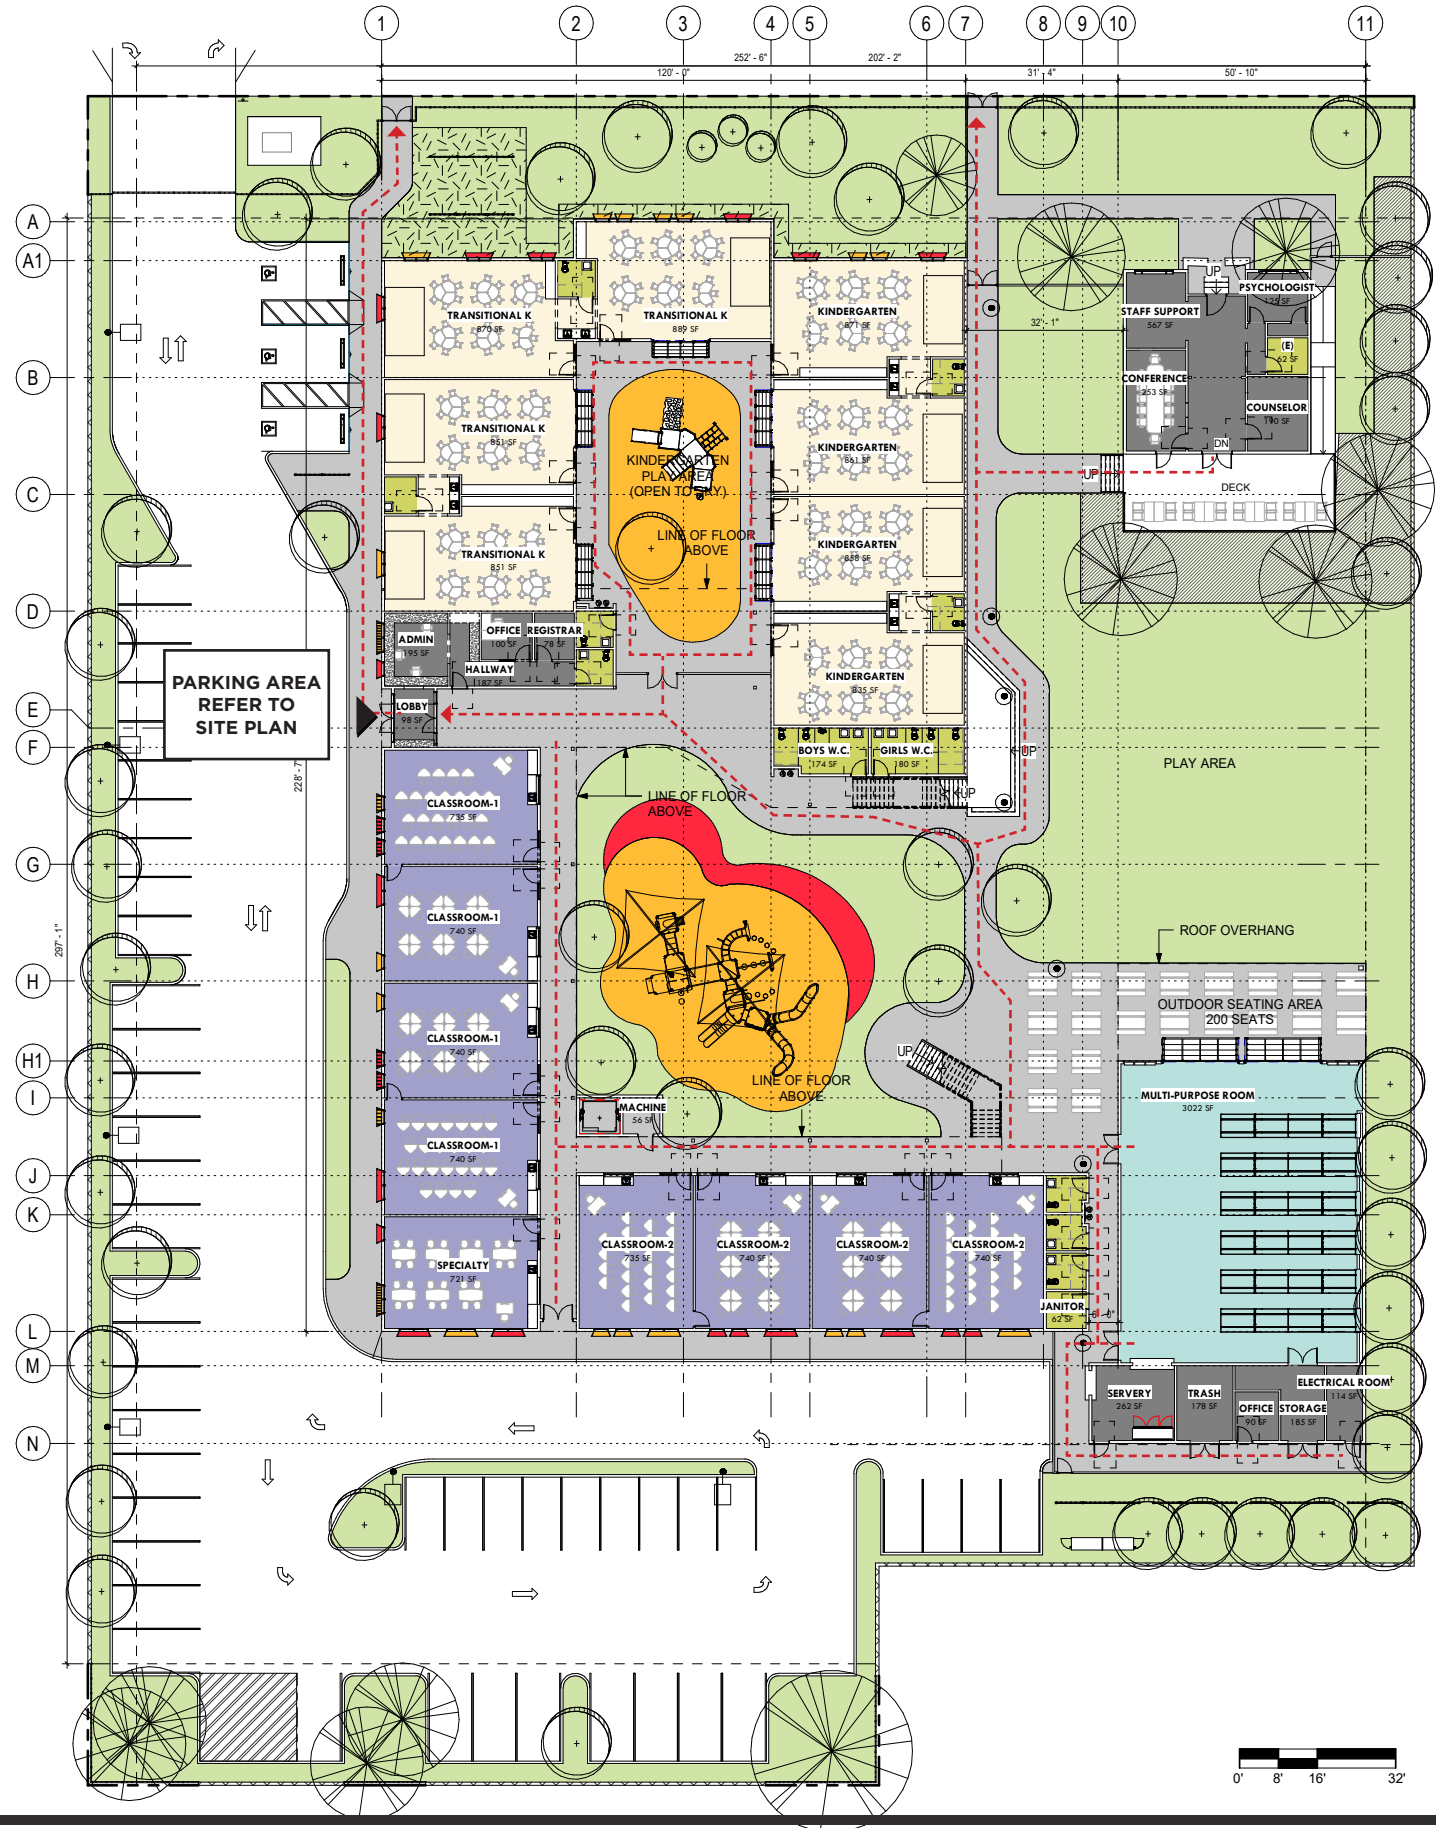 1
2
3
4
5
6
7
8
9
10
11
252' - 6"
202' - 2"
120' - 0"
31' - 4"
50' - 10"
A
A1
B
C
D
E
F
G
H
H1
I
J
K
L
M
N
297' - 1"
228' - 7"
PARKING AREA
REFER TO
SITE PLAN
TRANSITIONAL K
870 SF
TRANSITIONAL K
889 SF
KINDERGARTEN
871 SF
TRANSITIONAL K
851 SF
KINDERGARTEN
861 SF
TRANSITIONAL K
851 SF
KINDERGARTEN
858 SF
KINDERGARTEN
835 SF
KINDERGARTEN
PLAY AREA
(OPEN TO SKY)
LINE OF FLOOR
ABOVE
32' - 1"
UP
PSYCHOLOGIST
125 SF
STAFF SUPPORT
567 SF
(E)
62 SF
CONFERENCE
253 SF
COUNSELOR
190 SF
DN
UP
DECK
ADMIN
195 SF
OFFICE
100 SF
REGISTRAR
78 SF
HALLWAY
187 SF
LOBBY
98 SF
BOYS W.C.
174 SF
GIRLS W.C.
180 SF
UP
UP
PLAY AREA
LINE OF FLOOR
ABOVE
CLASSROOM-1
735 SF
CLASSROOM-1
740 SF
CLASSROOM-1
740 SF
CLASSROOM-1
740 SF
SPECIALTY
721 SF
ROOF OVERHANG
OUTDOOR SEATING AREA
200 SEATS
UP
LINE OF FLOOR
ABOVE
MACHINE
56 SF
MULTI-PURPOSE ROOM
3022 SF
CLASSROOM-2
735 SF
CLASSROOM-2
740 SF
CLASSROOM-2
740 SF
CLASSROOM-2
740 SF
JANITOR
62 SF
SERVERY
262 SF
TRASH
178 SF
OFFICE
90 SF
STORAGE
185 SF
ELECTRICAL ROOM
114 SF
0'
8'
16'
32'